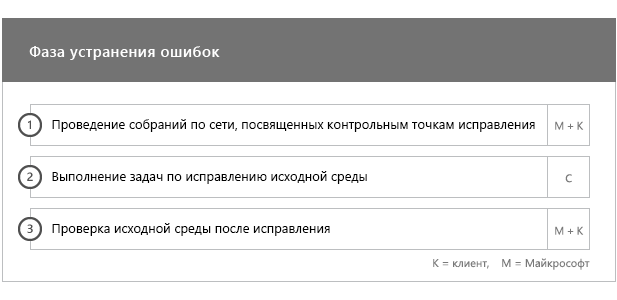 Фаза устранения ошибок
1 Проведение собраний по сети, посвященных контрольным точкам исправления М + К
2 Выполнение задач по исправлению исходной среды С
3 Проверка исходной среды после исправления М + К
К = клиент, М = Майкрософт